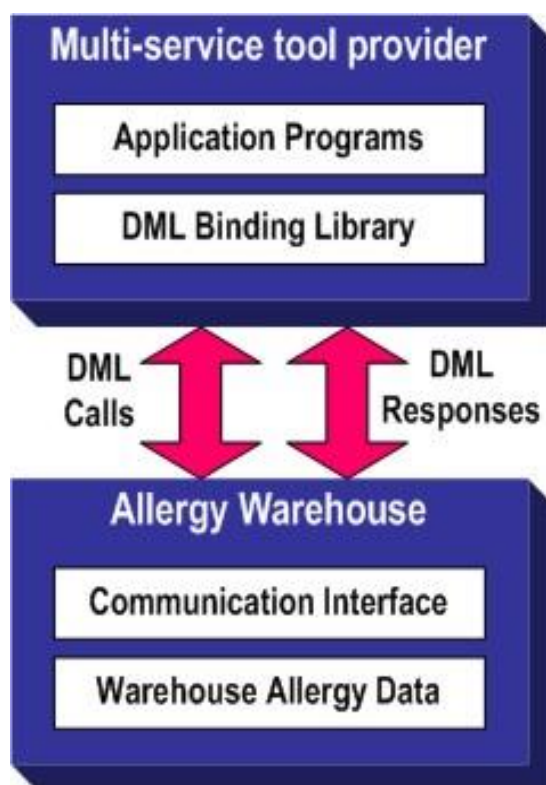 Multi-service tool provider
Application Programs
DML Binding Library
DML
Calls
DML
Responses
Allergy Warehouse
Communication Interface
Warehouse Allergy Data